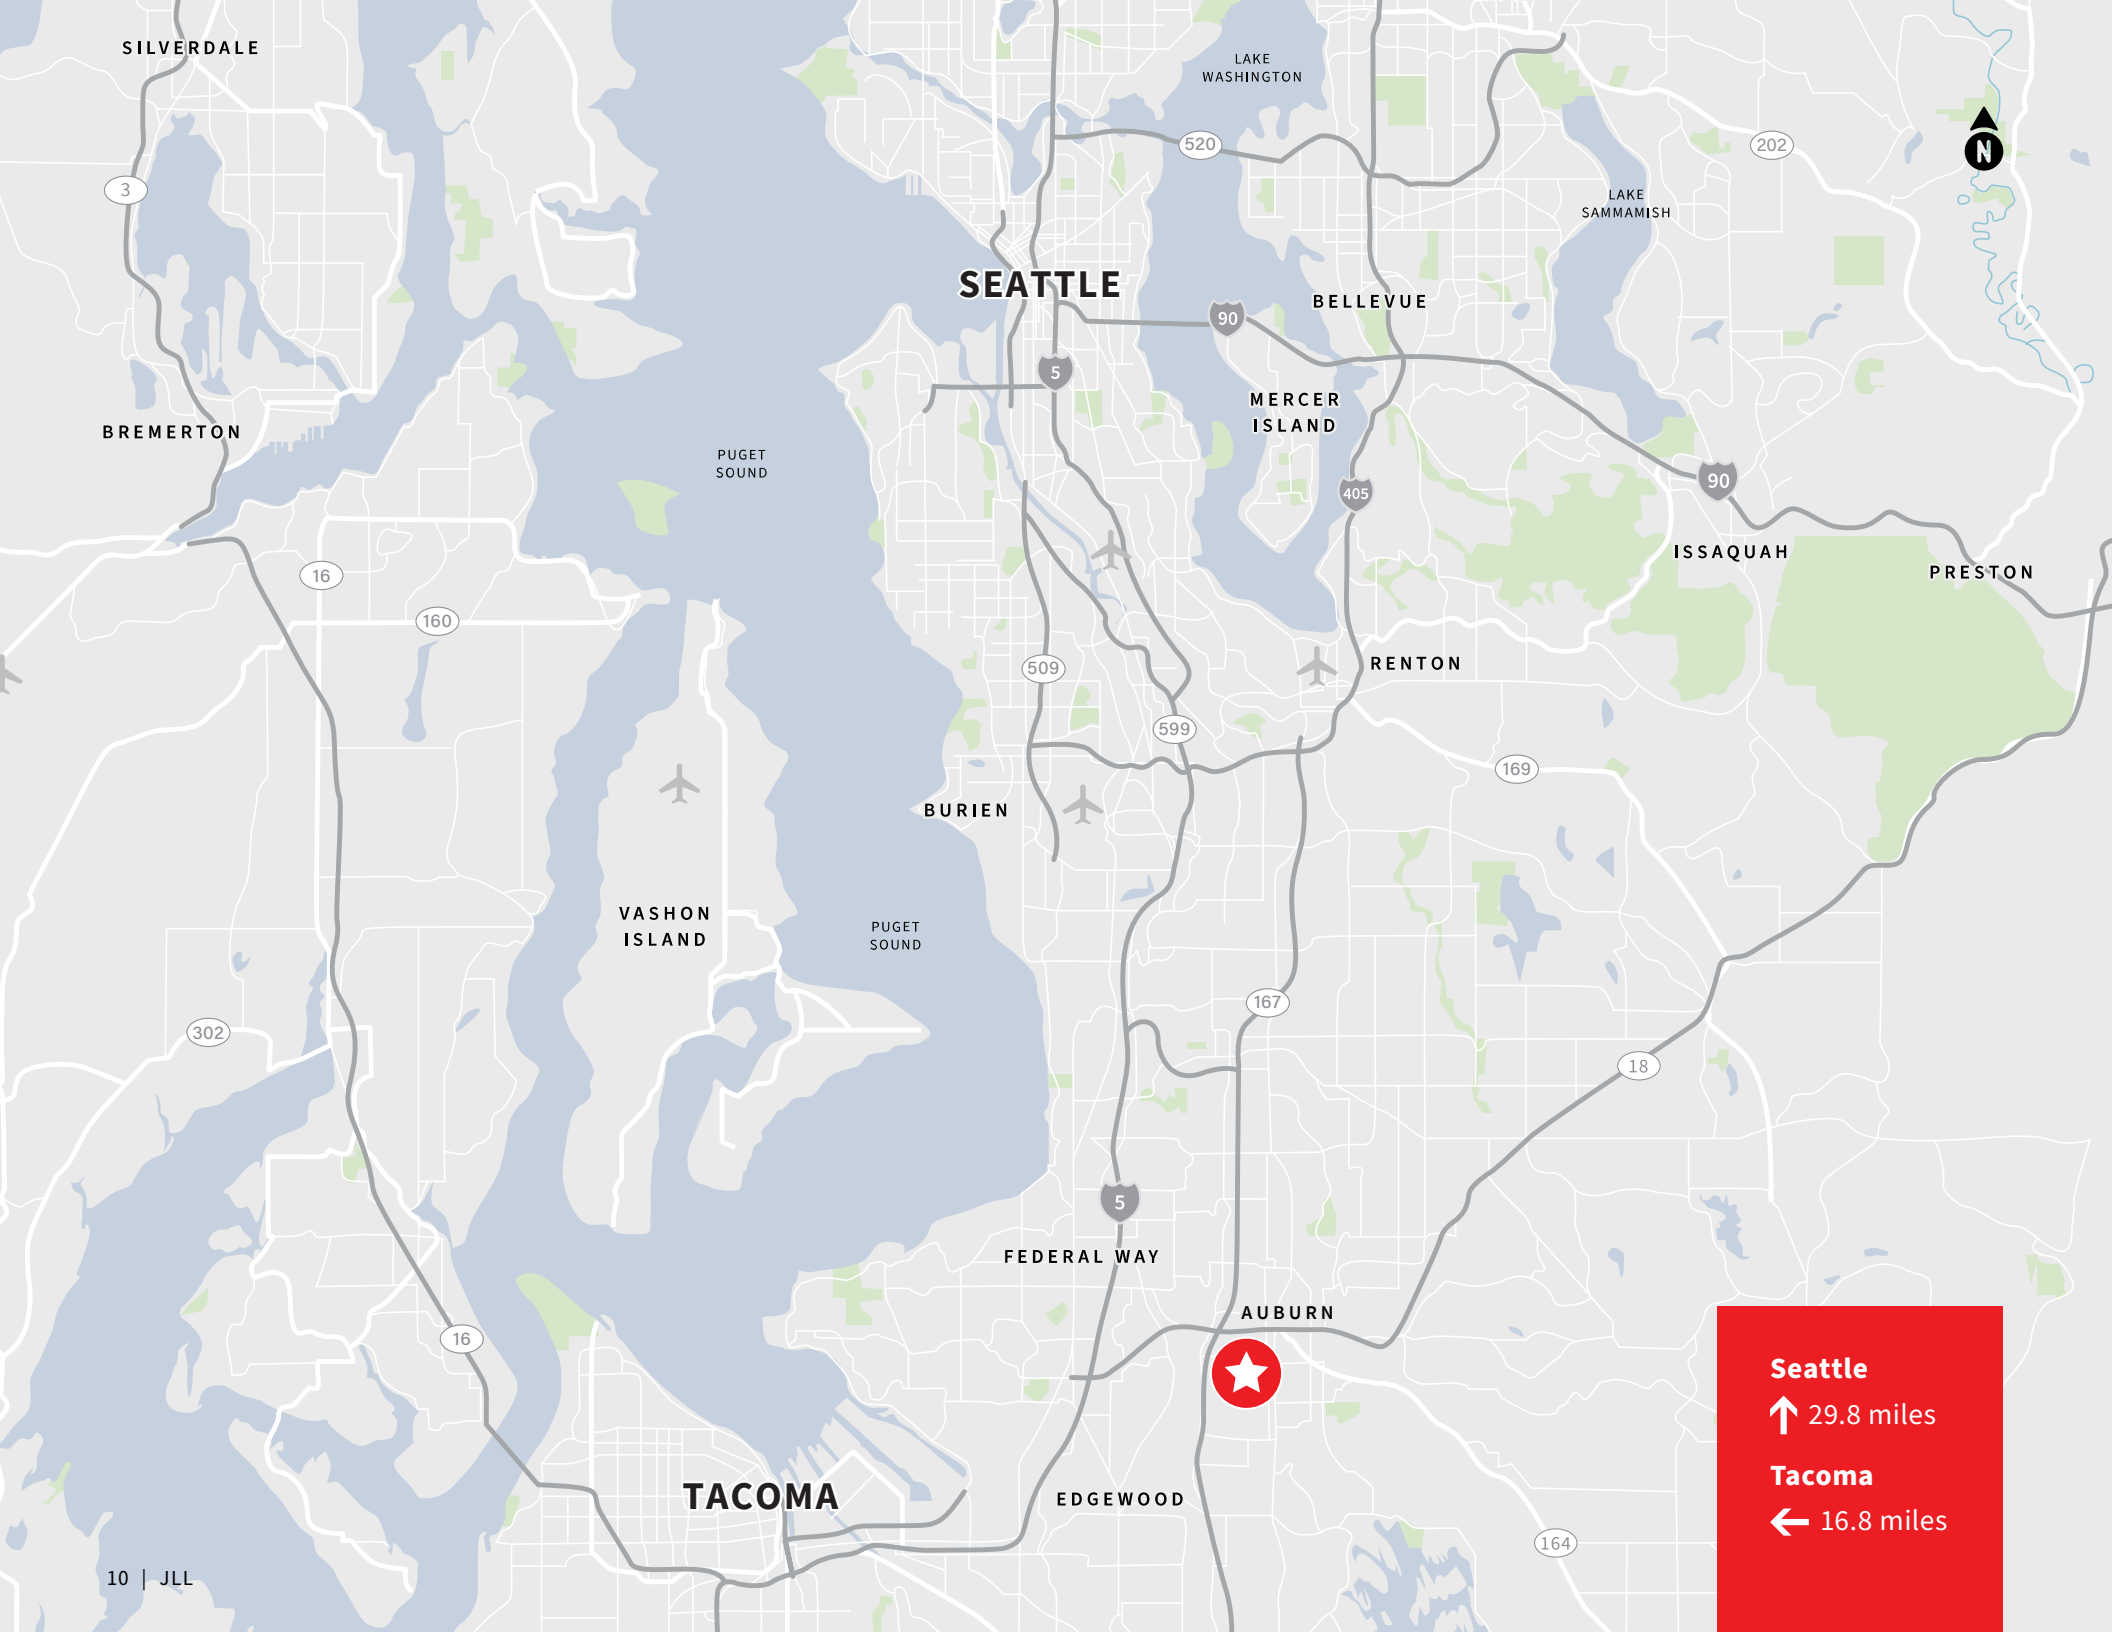 SILVERDALE
LAKE
WASHINGTON
520
202
N
3
LAKE
SAMMAMISH
SEATTLE
BELLEVUE
90
5
MERCER
ISLAND
BREMERTON
PUGET
SOUND
90
405
ISSAQUAH
PRESTON
16
160
509
RENTON
599
169
BURIEN
VASHON
ISLAND
PUGET
SOUND
167
302
18
5
FEDERAL WAY
AUBURN
16
Seattle
29.8 miles
Tacoma
16.8 miles
TACOMA
EDGEWOOD
164
10 | JLL